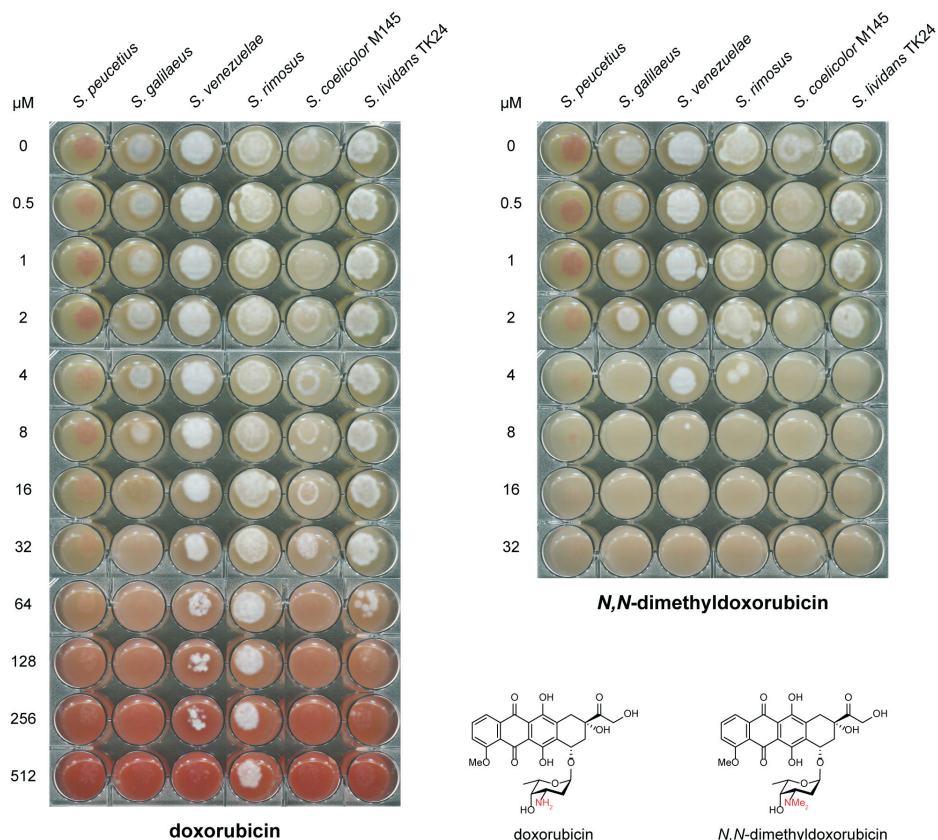 S. peucetius S. galilaeus S. venezuelae S. rimosus S. coelicolor M145 S. lividans TK24
µM
0
0.5
1
2
4
8
16
32
64
128
256
512
doxorubicin
S. peucetius S. galilaeus S. venezuelae S. rimosus S. coelicolor M145 S. lividans TK24
µM
0
0.5
1
2
4
8
16
32
N,N-dimethyldoxorubicin
O OH O
OH
OH
MeO O OH O
O
HO NH2
doxorubicin
O OH O
OH
OH
MeO O OH O
O
HO NMe2
N,N-dimethyldoxorubicin